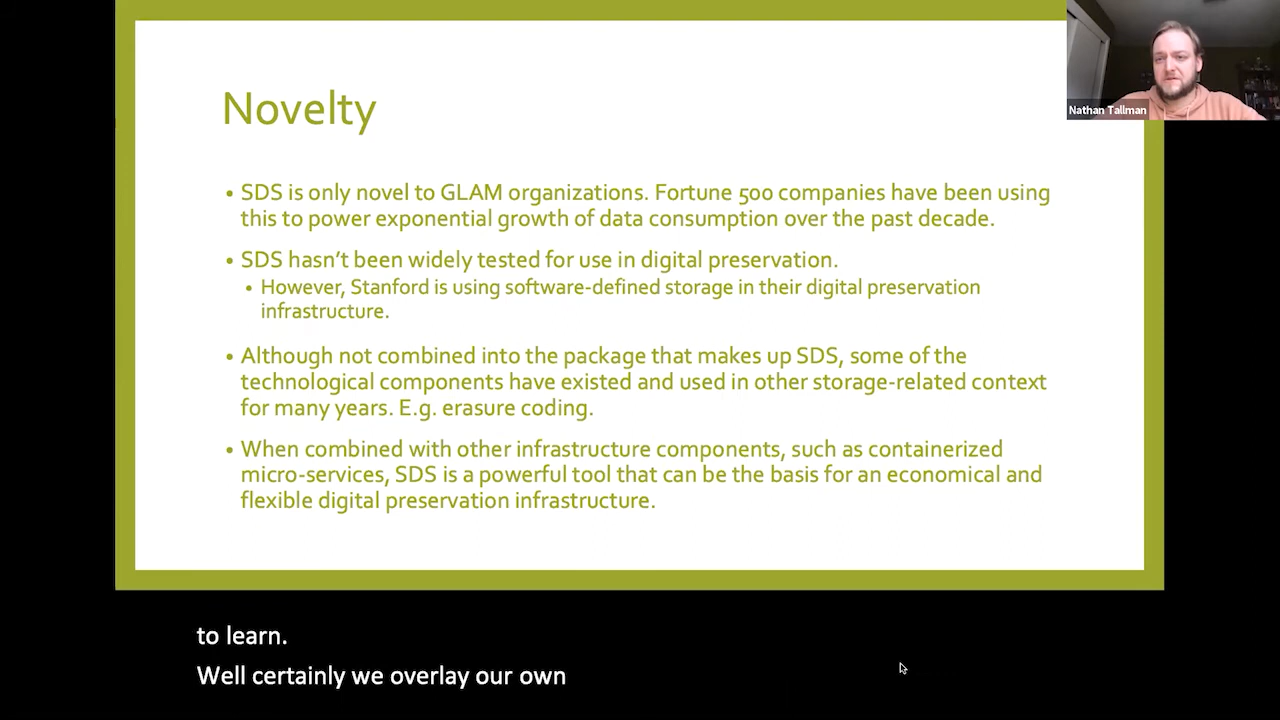 Novelty
• SDS is only novel to GLAM organizations. Fortune 500 companies have been using
this to power exponential growth of data consumption over the past decade.
• SDS hasn't been widely tested for use in digital preservation.
• However, Stanford is using software-defined storage in their digital preservation
infrastructure.
• Although not combined into the package that makes up SDS, some of the
technological components have existed and used in other storage-related context
for many years. E.g. erasure coding.
• When combined with other infrastructure components, such as containerized
micro-services, SDS is a powerful tool that can be the basis for an economical and
flexible digital preservation infrastructure.
Nathan Tallman
to learn.
Well certainly we overlay our own